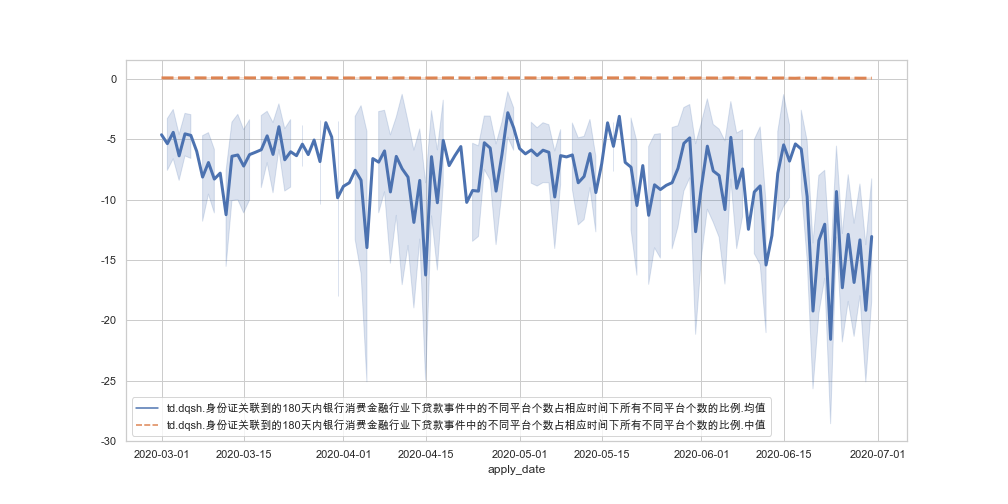 0
-5
-10
-15
-20
-25
-30
td.dqsh.身份证关联到的180天内银行消费金融行业下贷款事件中的不同平台个数占相应时间下所有不同平台个数的比例.均值
td.dqsh.身份证关联到的180天内银行消费金融行业下贷款事件中的不同平台个数占相应时间下所有不同平台个数的比例.中值
2020-03-01 2020-03-15 2020-04-01 2020-04-15 2020-05-01 2020-05-15 2020-06-01 2020-06-15 2020-07-01
apply_date